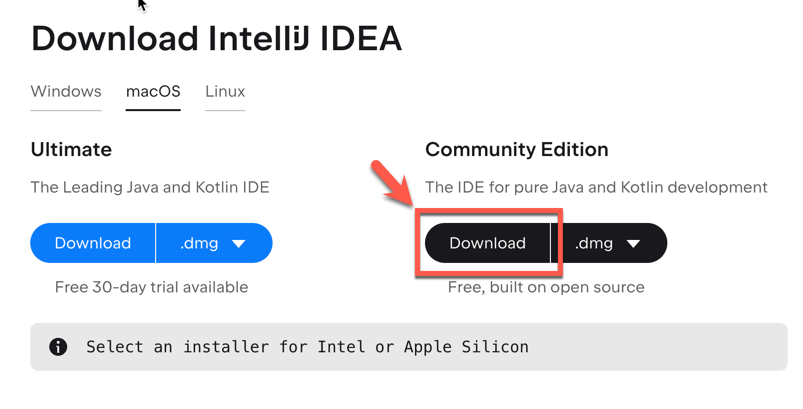 Download IntelliJ IDEA
Windows macOS Linux
Ultimate
The Leading Java and Kotlin IDE
Download .dmg
Free 30-day trial available
Community Edition
The IDE for pure Java and Kotlin development
Download .dmg
Free, built on open source
Select an installer for Intel or Apple Silicon